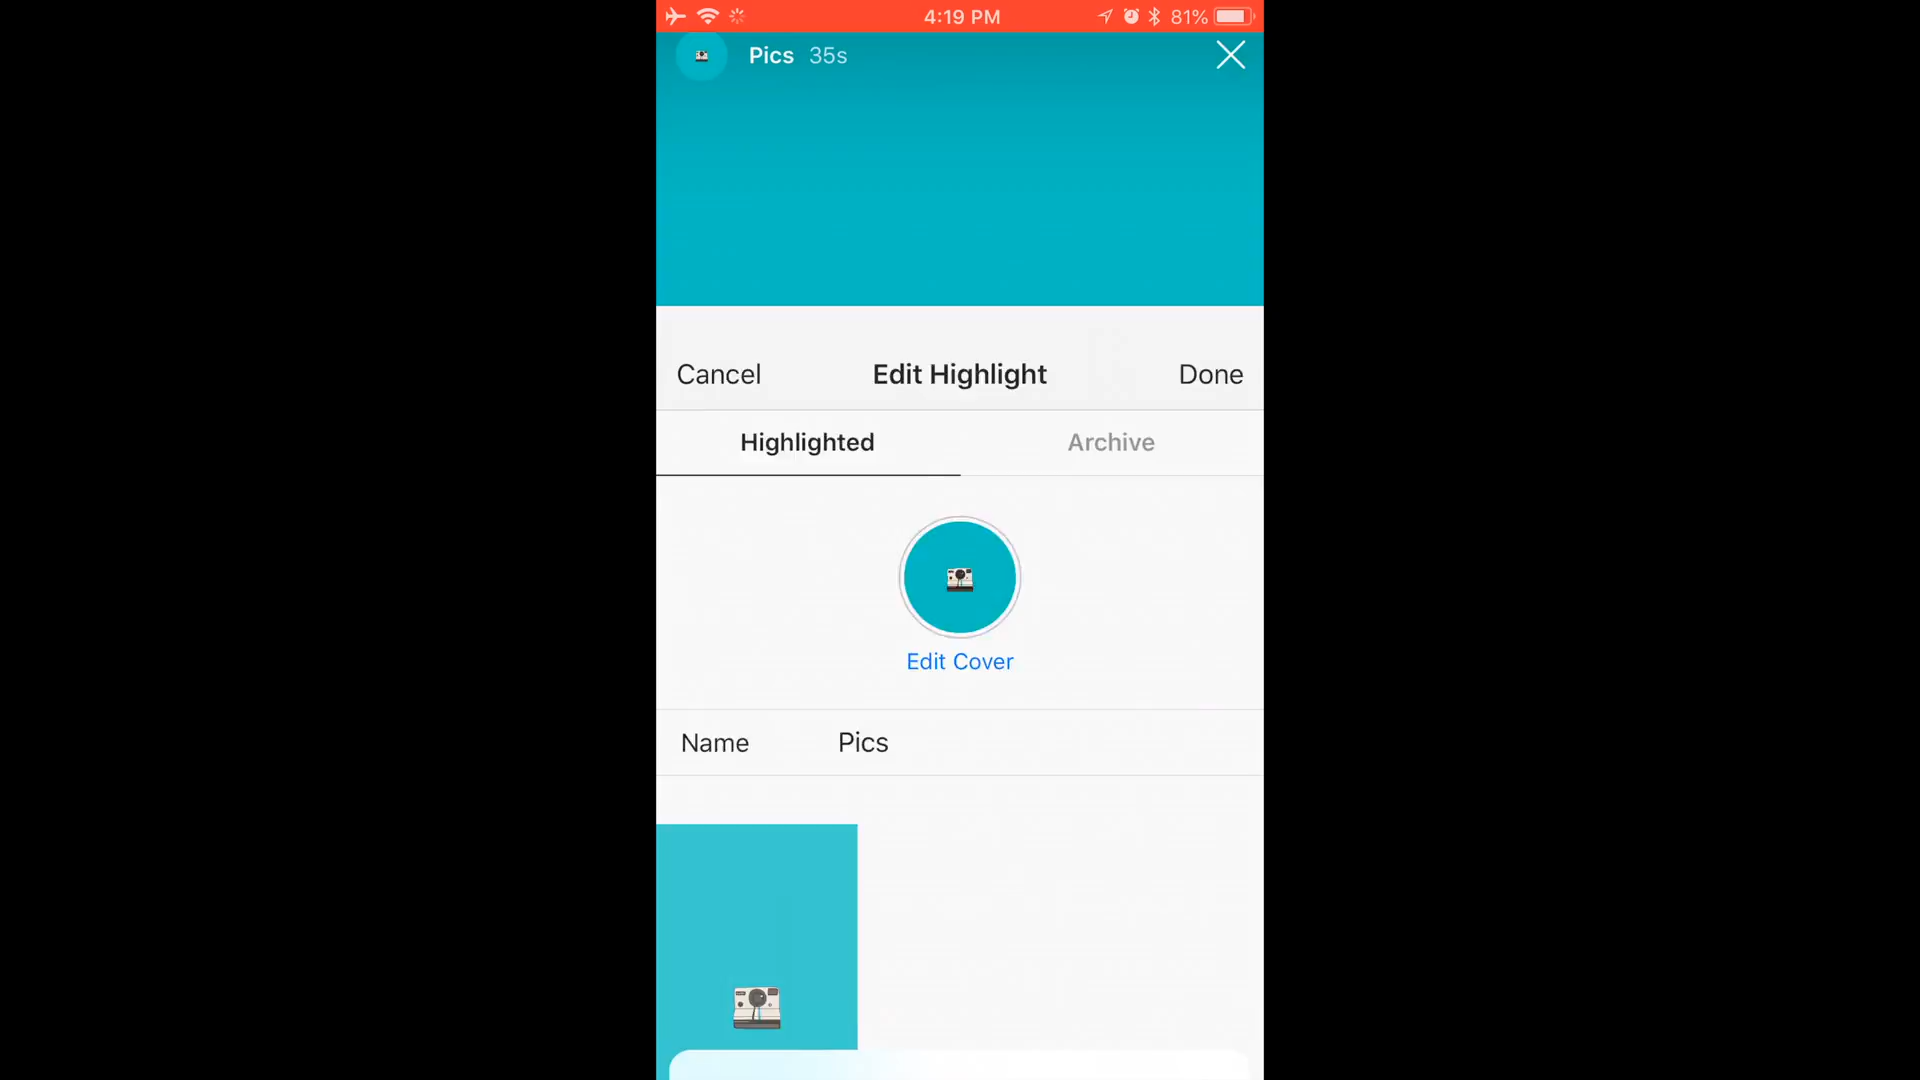 4:19 PM 81%
Pics 35s
Cancel Edit Highlight Done
Highlighted Archive
Edit Cover
Name Pics